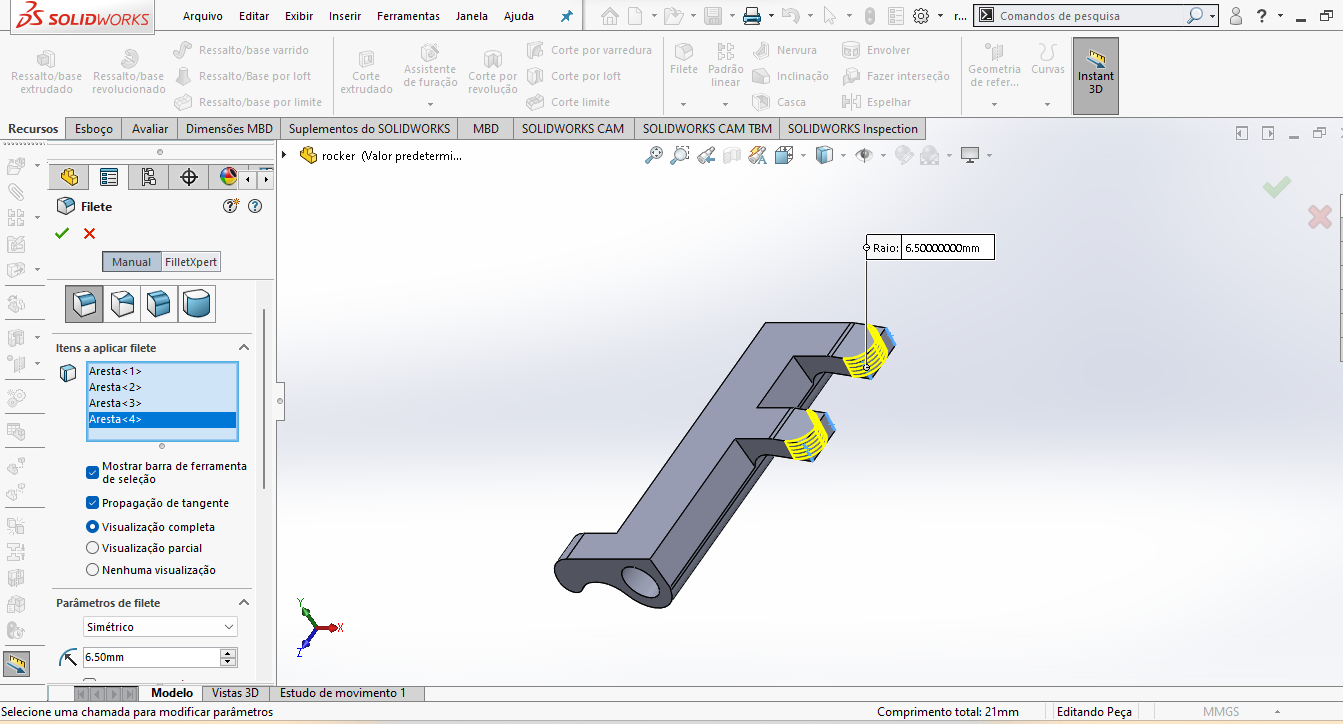 SOLIDWORKS
Arquivo Editar Exibir Inserir Ferramentas Janela Ajuda
r...
Comandos de pesquisa
?
Ressalto/base extrudado
Ressalto/base revolucionado
Ressalto/base varrido
Ressalto/Base por loft
Ressalto/base por limite
Corte extrudado
Assistente de furação
Corte por revolução
Corte por varredura
Corte por loft
Corte limite
Filete
Padrão linear
Nervura
Inclinação
Casca
Envolver
Fazer interseção
Espelhar
Geometria de refer...
Curvas
Instant 3D
Recursos Esboço Avaliar Dimensões MBD Suplementos do SOLIDWORKS MBD SOLIDWORKS CAM SOLIDWORKS CAM TBM SOLIDWORKS Inspection
rocker (Valor predetermi...
Filete
Manual FilletXpert
Itens a aplicar filete
Aresta<1>
Aresta<2>
Aresta<3>
Aresta<4>
Mostrar barra de ferramenta
de seleção
Propagação de tangente
Visualização completa
Visualização parcial
Nenhuma visualização
Parâmetros de filete
Simétrico
6.50mm
Raio: 6.50000000mm
Y
X
Z
Modelo Vistas 3D Estudo de movimento 1
Selecione uma chamada para modificar parâmetros
Comprimento total: 21mm Editando Peça MMGS